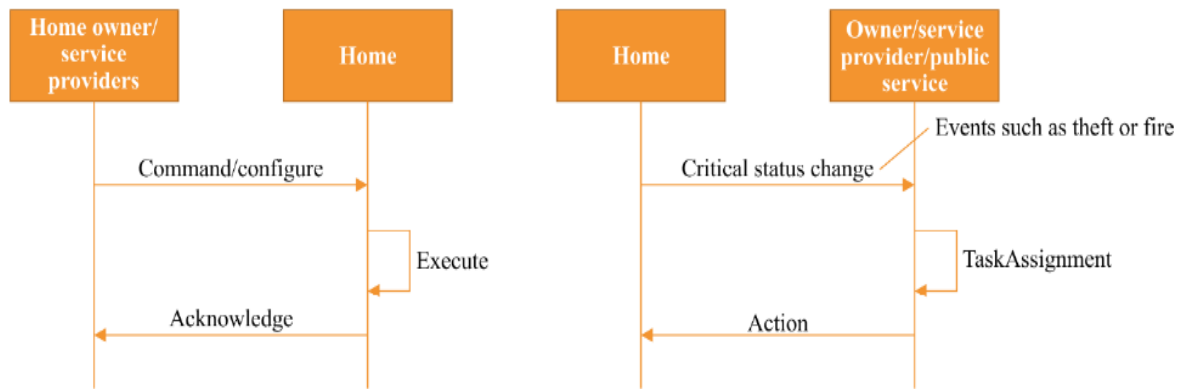 Home owner/
service
providers
Home
Home
Owner/service
provider/public
service
Events such as theft or fire
Command/configure
Critical status change
Execute
TaskAssignment
Acknowledge
Action